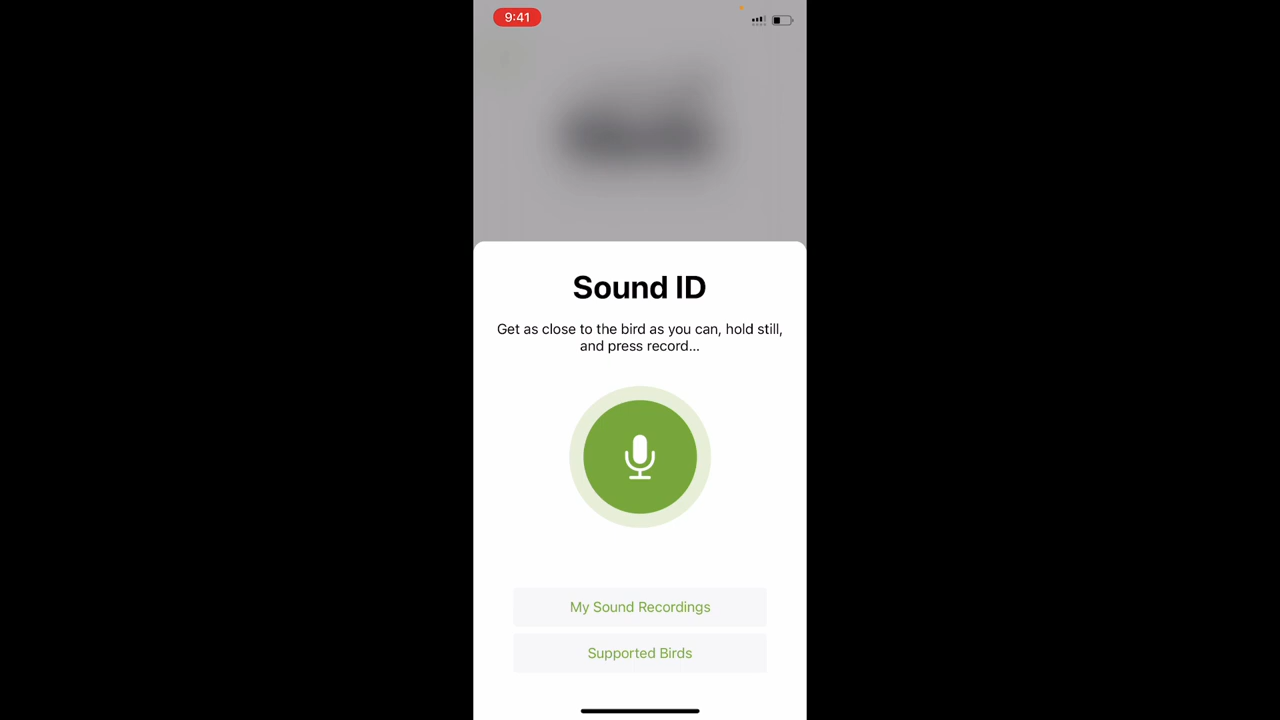 9:41
Sound ID
Get as close to the bird as you can, hold still,
and press record...
My Sound Recordings
Supported Birds